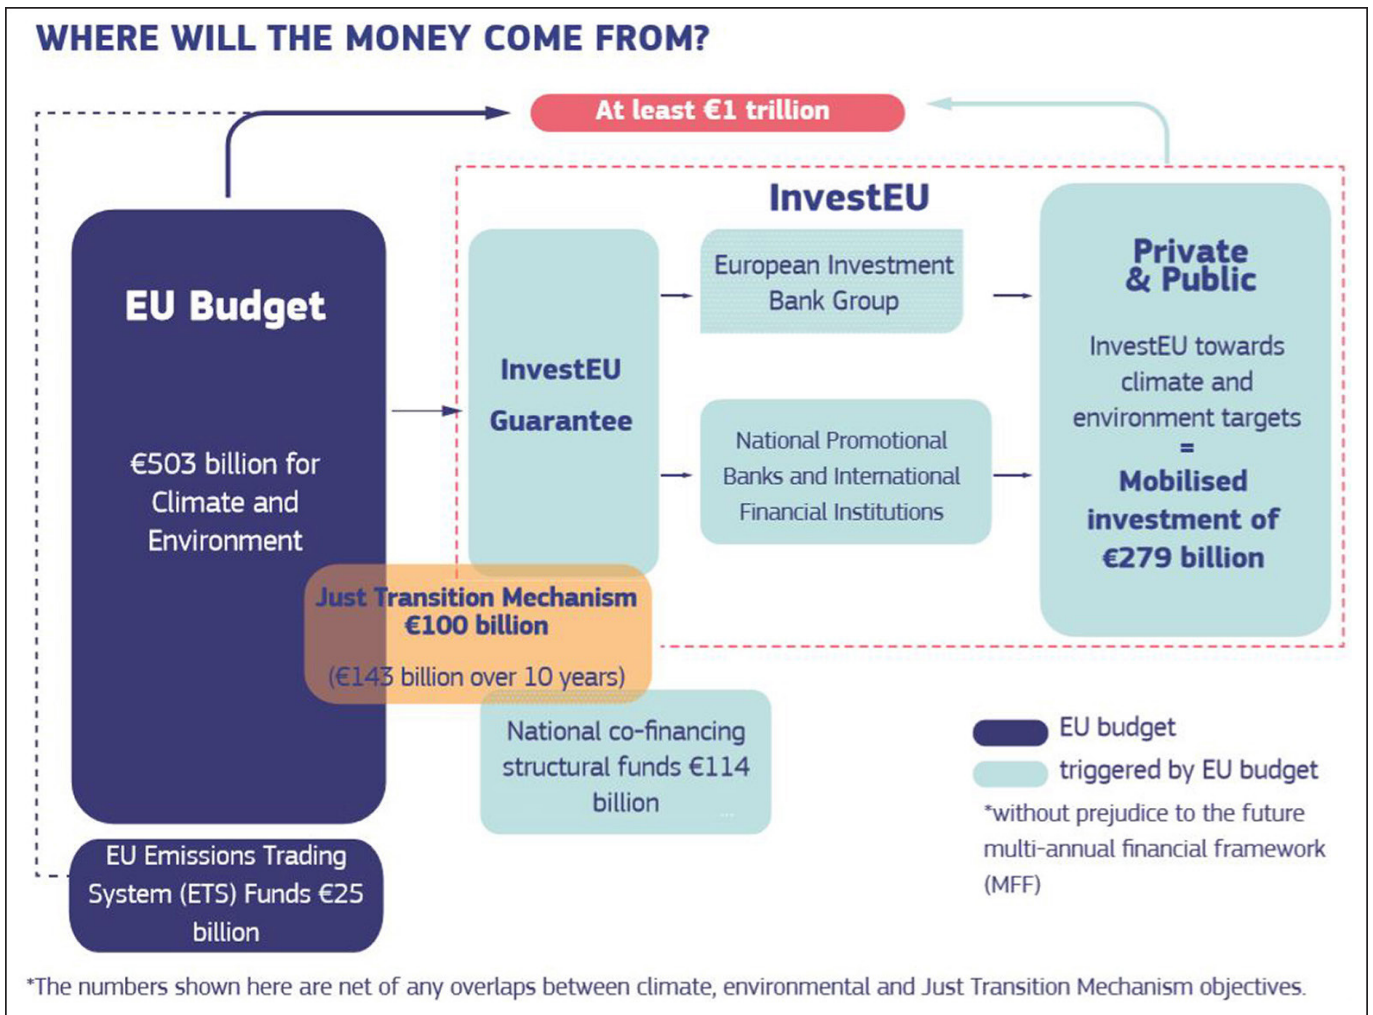 WHERE WILL THE MONEY COME FROM?
At least €1 trillion
InvestEU
EU Budget
€503 billion for
Climate and
Environment
InvestEU
Guarantee
European Investment
Bank Group
National Promotional
Banks and International
Financial Institutions
Private
& Public
InvestEU towards
climate and
environment targets
=
Mobilised
investment of
€279 billion
Just Transition Mechanism
€100 billion
(€143 billion over 10 years)
National co-financing
structural funds €114
billion
...
EU Emissions Trading
System (ETS) Funds €25
billion
EU budget
triggered by EU budget
*without prejudice to the future
multi-annual financial framework
(MFF)
*The numbers shown here are net of any overlaps between climate, environmental and Just Transition Mechanism objectives.